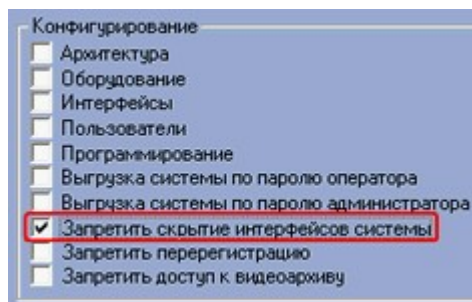 Конфигурирование
Архитектура
Оборудование
Интерфейсы
Пользователи
Программирование
Выгрузка системы по паролю оператора
Выгрузка системы по паролю администратора
Запретить скрытие интерфейсов системы
Запретить перерегистрацию
Запретить доступ к видеоархиву